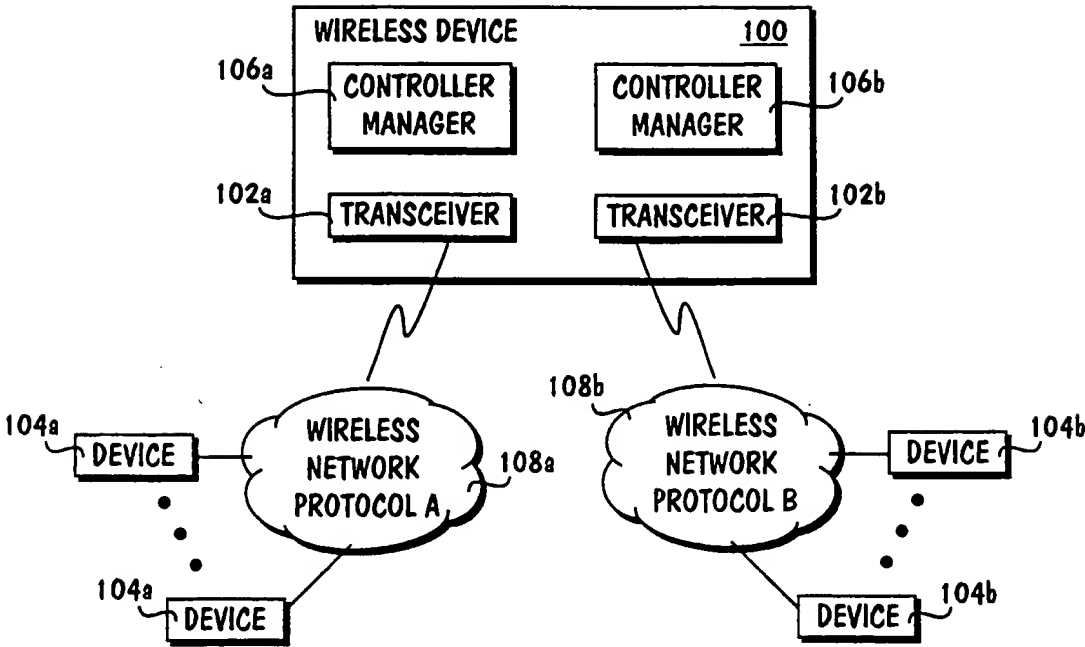 WIRELESS DEVICE 100
106a CONTROLLER MANAGER
CONTROLLER MANAGER 106b
102a TRANSCEIVER
TRANSCEIVER 102b
104a DEVICE
WIRELESS
NETWORK
PROTOCOL A
108a
108b
WIRELESS
NETWORK
PROTOCOL B
DEVICE 104b
104a DEVICE
DEVICE 104b